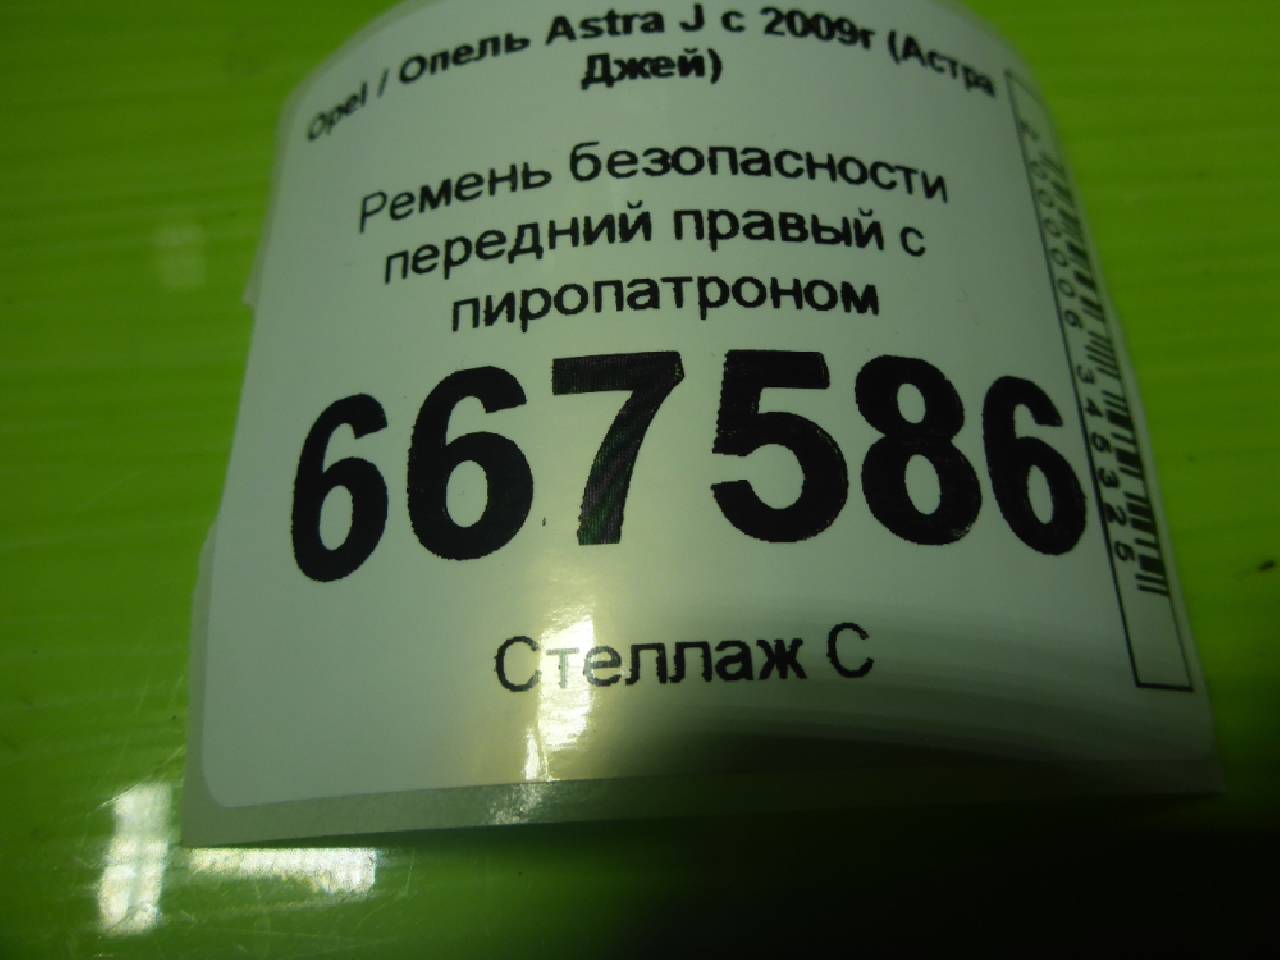 Opel / Опель Astra J с 2009г (Астра
Джей)
Ремень безопасности
передний правый с
пиропатроном
667586
Стеллаж С